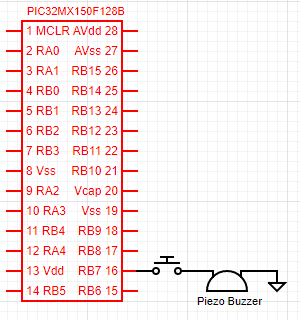 PIC32MX150F128B
1 MCLR AVdd 28
2 RA0 AVss 27
3 RA1 RB15 26
4 RB0 RB14 25
5 RB1 RB13 24
6 RB2 RB12 23
7 RB3 RB11 22
8 Vss RB10 21
9 RA2 Vcap 20
10 RA3 Vss 19
11 RB4 RB9 18
12 RA4 RB8 17
13 Vdd RB7 16
14 RB5 RB6 15
Piezo Buzzer